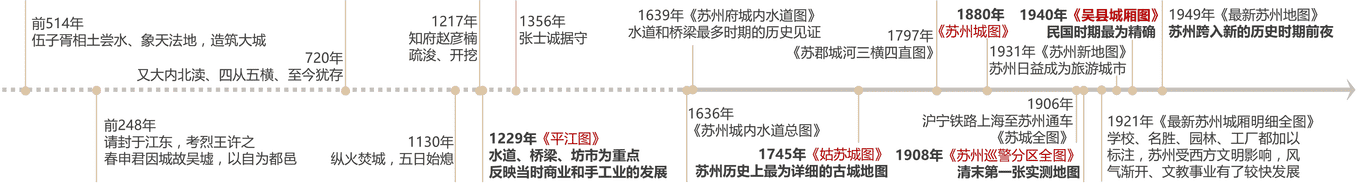 前514年
伍子胥相土尝水、象天法地，造筑大城
720年
又大内北渎、四从五横、至今犹存
1217年
知府赵彦橚
疏浚、开挖
1356年
张士诚据守
1639年《苏州府城内水道图》
水道和桥梁最多时期的历史见证
1797年
《苏郡城河三横四直图》
1880年
《苏州城图》
1940年《吴县城厢图》
民国时期最为精确
1931年《苏州新地图》
苏州日益成为旅游城市
1949年《最新苏州地图》
苏州跨入新的历史时期前夜
前248年
请封于江东，考烈王许之
春申君因城故吴墟，以自为都邑
1130年
纵火焚城，五日始熄
1229年《平江图》
水道、桥梁、坊市为重点
反映当时商业和手工业的发展
1636年
《苏州城内水道总图》
1745年《姑苏城图》
苏州历史上最为详细的古城地图
1906年
沪宁铁路上海至苏州通车
《苏城全图》
1908年《苏州巡警分区全图》
清末第一张实测地图
1921年《最新苏州城厢明细全图》
学校、名胜、园林、工厂都加以
标注，苏州受西方文明影响，风
气渐开、文教事业有了较快发展